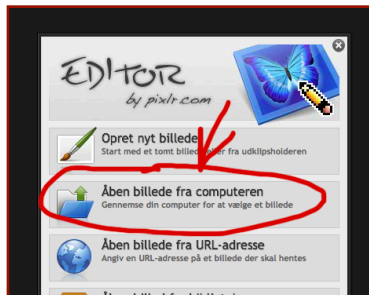 EDITOR
by pixlr.com
Opret nyt billede
Start med et tomt billede eller fra udklipsholderen
Åben billede fra computeren
Gennemse din computer for at vælge et billede
Åben billede fra URL-adresse
Angiv en URL-adresse på et billede der skal hentes